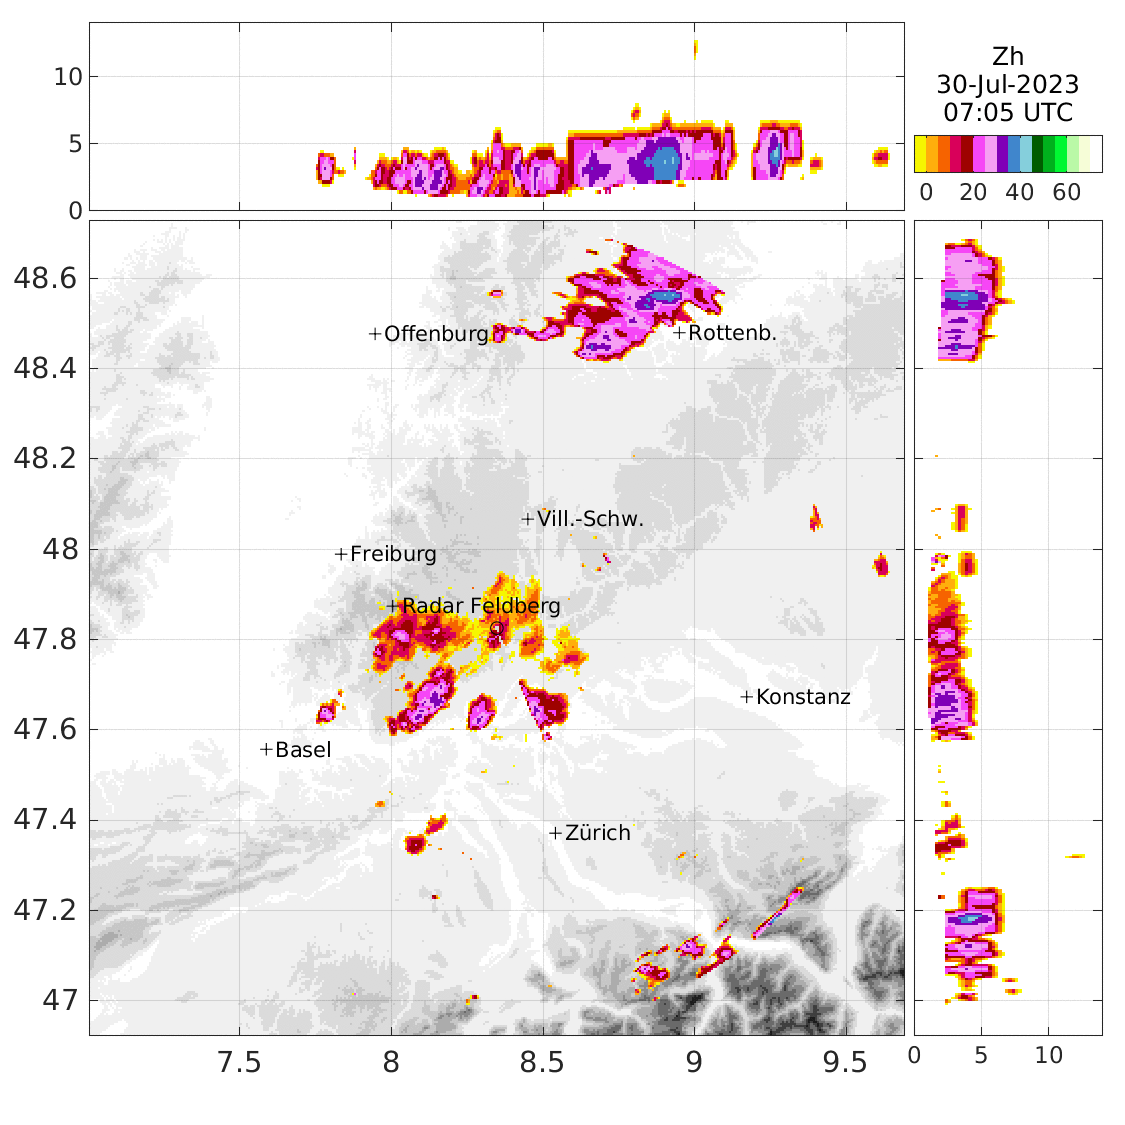 10
5
0
Zh
30-Jul-2023
07:05 UTC
0 20 40 60
48.6
48.4
48.2
48
47.8
47.6
47.4
47.2
47
+Offenburg
+Rottenb.
+Vill.-Schw.
+Freiburg
+Radar Feldberg
+Konstanz
+Basel
+Zürich
7.5 8 8.5 9 9.5
0 5 10